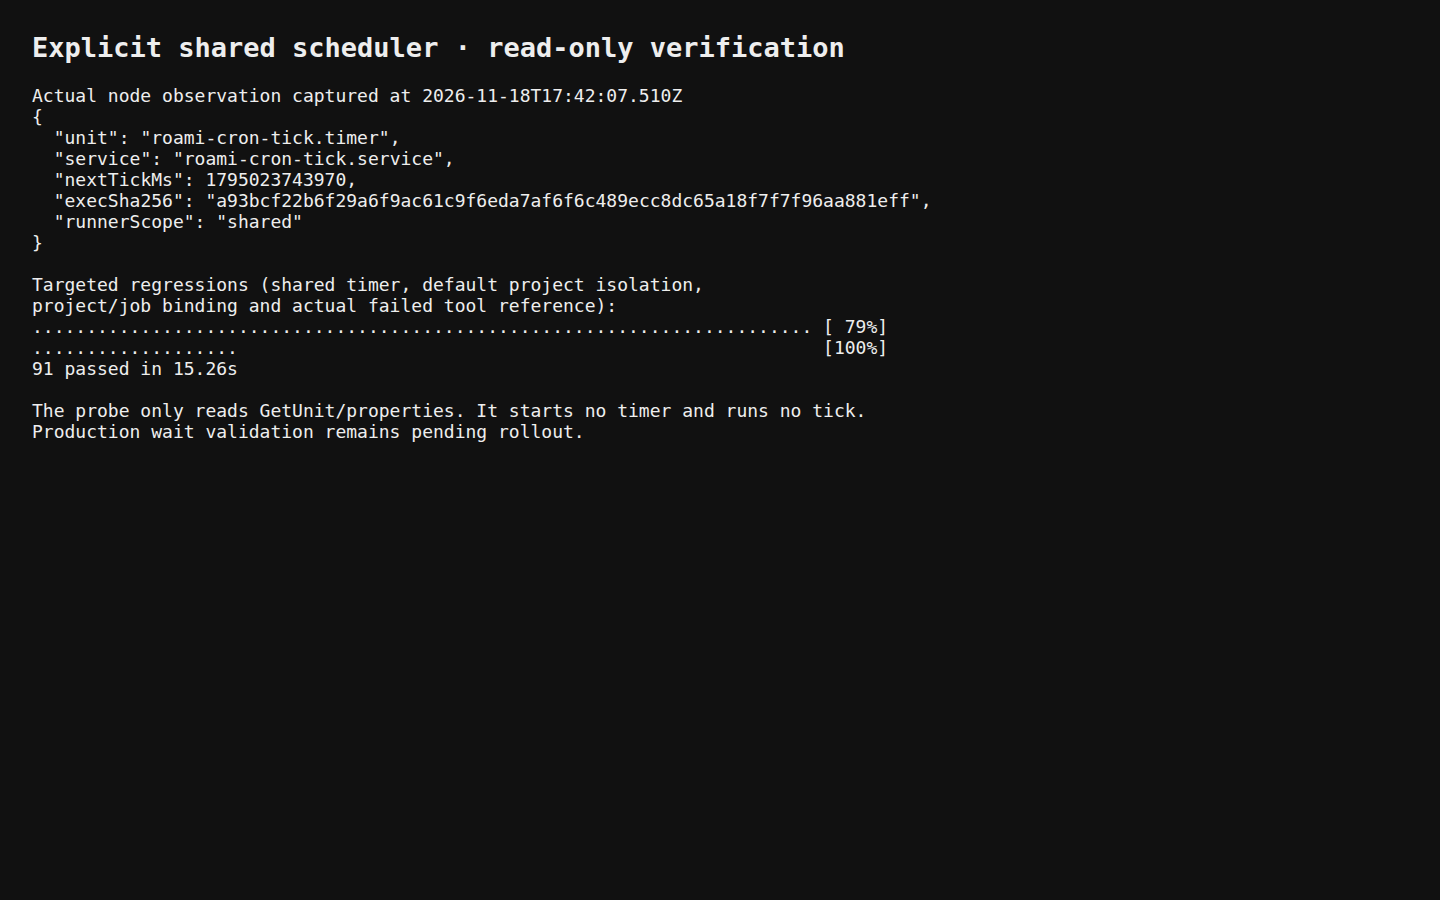 Explicit shared scheduler · read-only verification
Actual node observation captured at 2026-11-18T17:42:07.510Z
{
  "unit": "roami-cron-tick.timer",
  "service": "roami-cron-tick.service",
  "nextTickMs": 1795023743970,
  "execSha256": "a93bcf22b6f29a6f9ac61c9f6eda7af6f6c489ecc8dc65a18f7f7f96aa881eff",
  "runnerScope": "shared"
}
Targeted regressions (shared timer, default project isolation,
project/job binding and actual failed tool reference):
........................................................................ [ 79%]
...................                                                      [100%]
91 passed in 15.26s
The probe only reads GetUnit/properties. It starts no timer and runs no tick.
Production wait validation remains pending rollout.